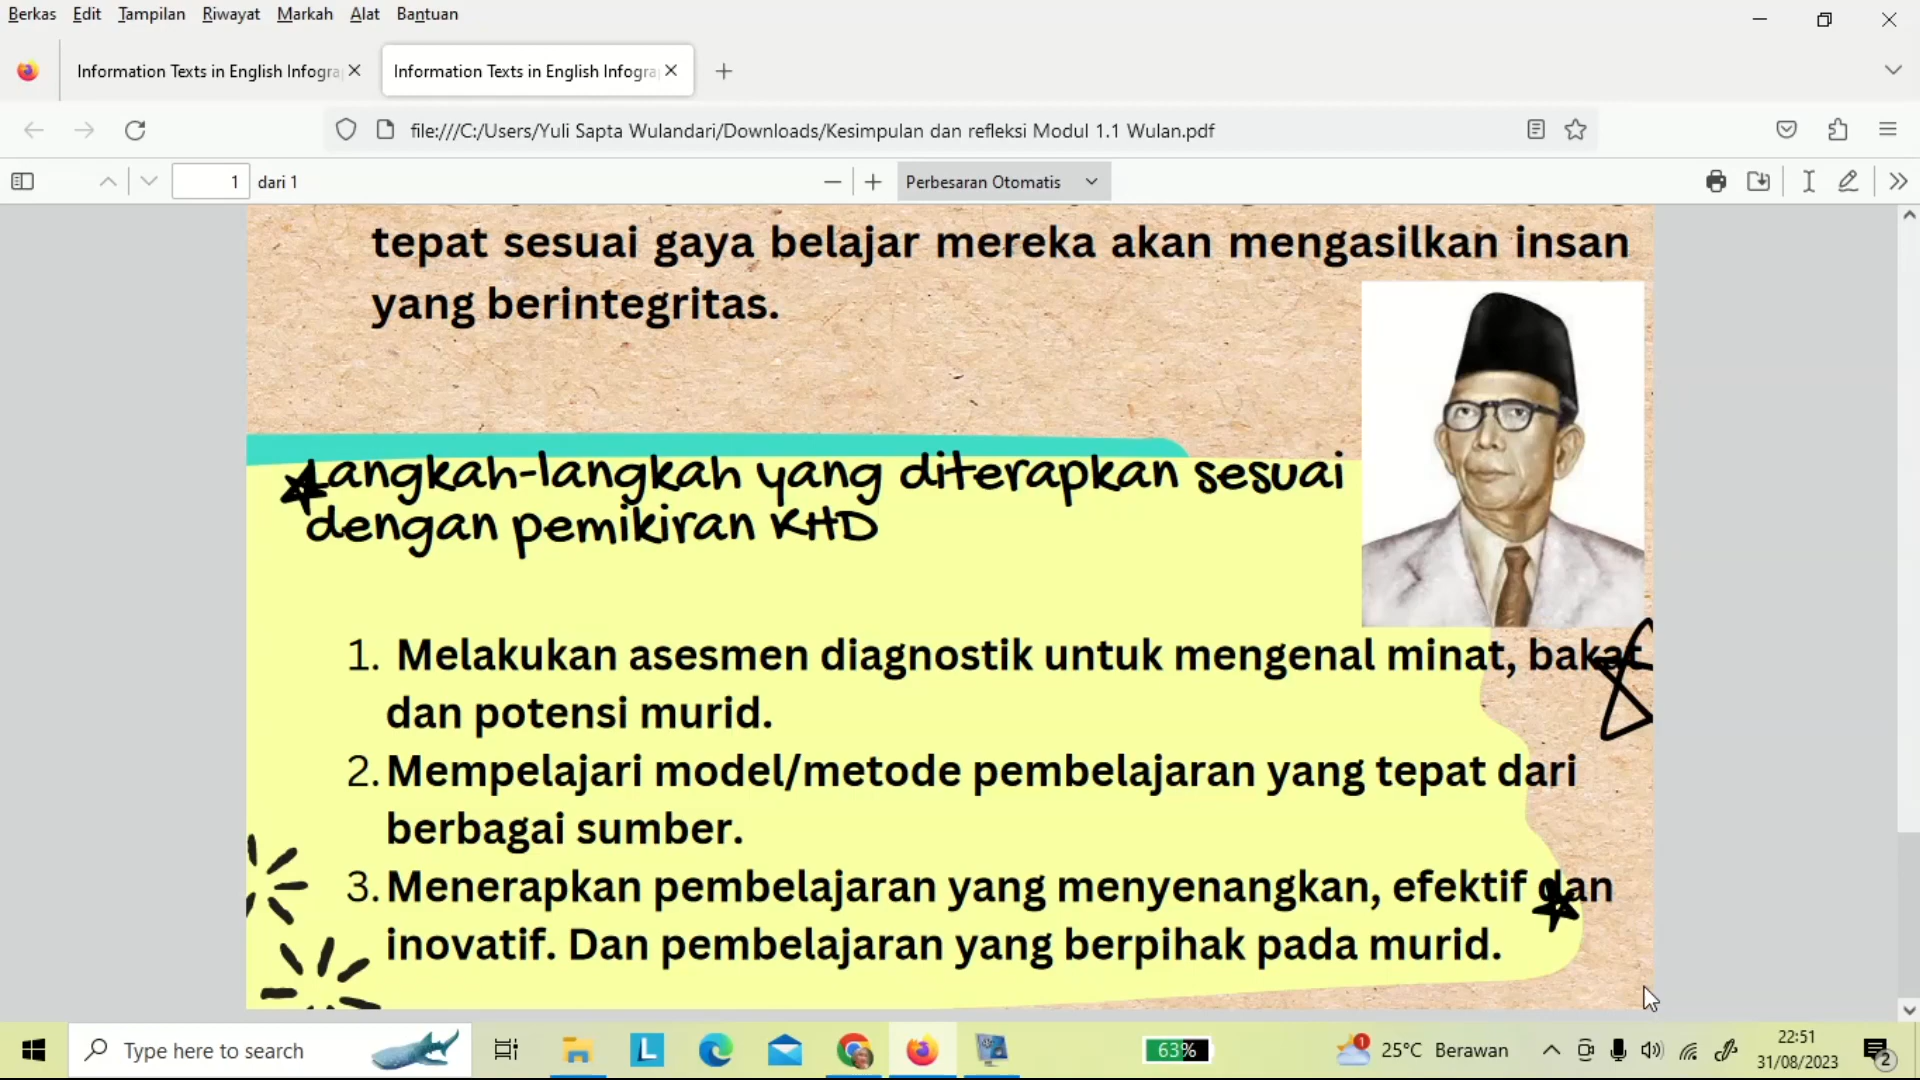 Berkas Edit Tampilan Riwayat Markah Alat Bantuan
Information Texts in English Infogra
Information Texts in English Infogra
file:///C:/Users/Yuli Sapta Wulandari/Downloads/Kesimpulan dan refleksi Modul 1.1 Wulan.pdf
1 dari 1
Perbesaran Otomatis
tepat sesuai gaya belajar mereka akan mengasilkan insan
yang berintegritas.
Langkah-langkah yang diterapkan sesuai
dengan pemikiran KHD
1. Melakukan asesmen diagnostik untuk mengenal minat, bakat
dan potensi murid.
2. Mempelajari model/metode pembelajaran yang tepat dari
berbagai sumber.
3. Menerapkan pembelajaran yang menyenangkan, efektif dan
inovatif. Dan pembelajaran yang berpihak pada murid.
Type here to search
L
63%
1
25°C Berawan
22:51
31/08/2023
2